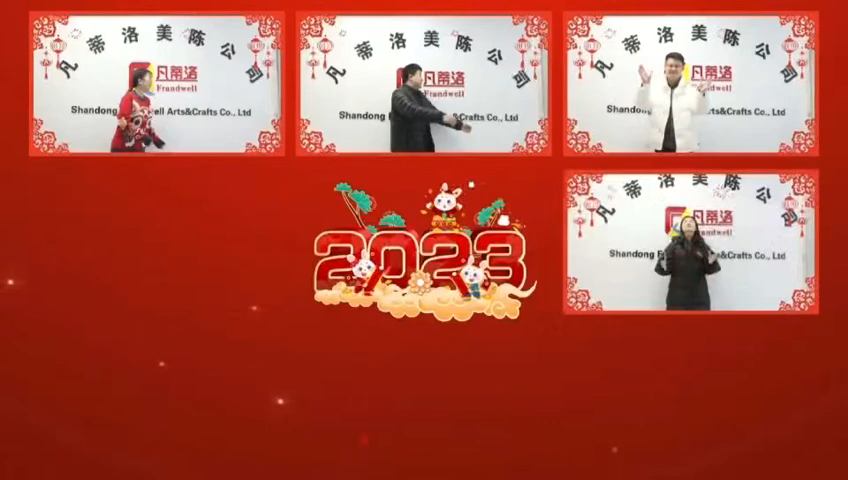 凡蒂洛美陈公司
凡蒂洛
Frandwell
Shandong well Arts&Crafts Co., Ltd
凡蒂洛美陈公司
凡蒂洛
Frandwell
Shandong Crafts Co., Ltd
凡蒂洛美陈公司
凡蒂洛
Frandwell
Shandong Arts&Crafts Co., Ltd
2023
凡蒂洛美陈公司
凡蒂洛
Frandwell
Shandong &Crafts Co., Ltd